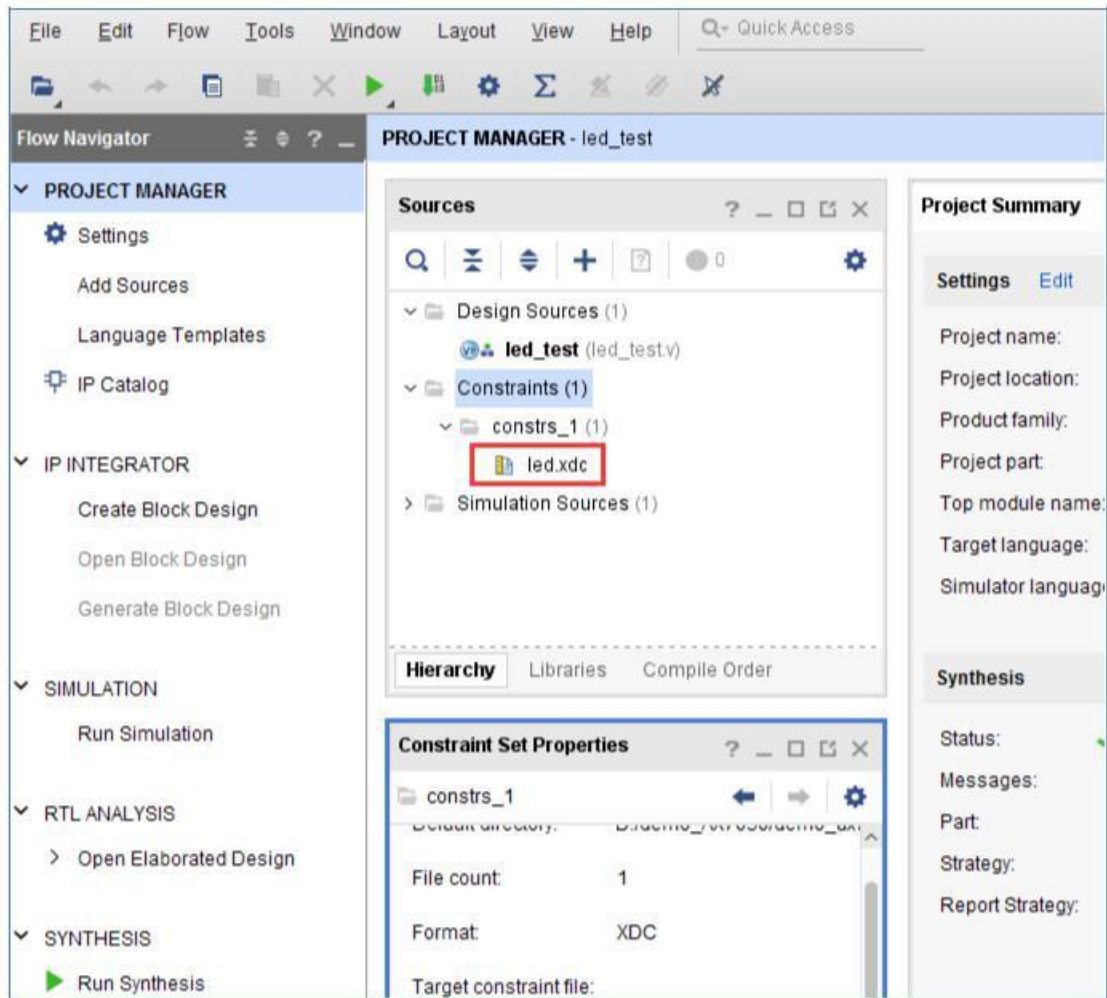 File Edit Flow Tools Window Layout View Help Quick Access
Flow Navigator ? _
PROJECT MANAGER - led_test
PROJECT MANAGER
Settings
Add Sources
Language Templates
IP Catalog
IP INTEGRATOR
Create Block Design
Open Block Design
Generate Block Design
SIMULATION
Run Simulation
RTL ANALYSIS
Open Elaborated Design
SYNTHESIS
Run Synthesis
Sources ? _
0
Design Sources (1)
led_test (led_test.v)
Constraints (1)
constrs_1 (1)
led.xdc
Simulation Sources (1)
Hierarchy Libraries Compile Order
Constraint Set Properties ? _
constrs_1
File count: 1
Format: XDC
Target constraint file:
Project Summary
Settings Edit
Project name:
Project location:
Product family:
Project part:
Top module name:
Target language:
Simulator languag
Synthesis
Status:
Messages:
Part:
Strategy:
Report Strategy: